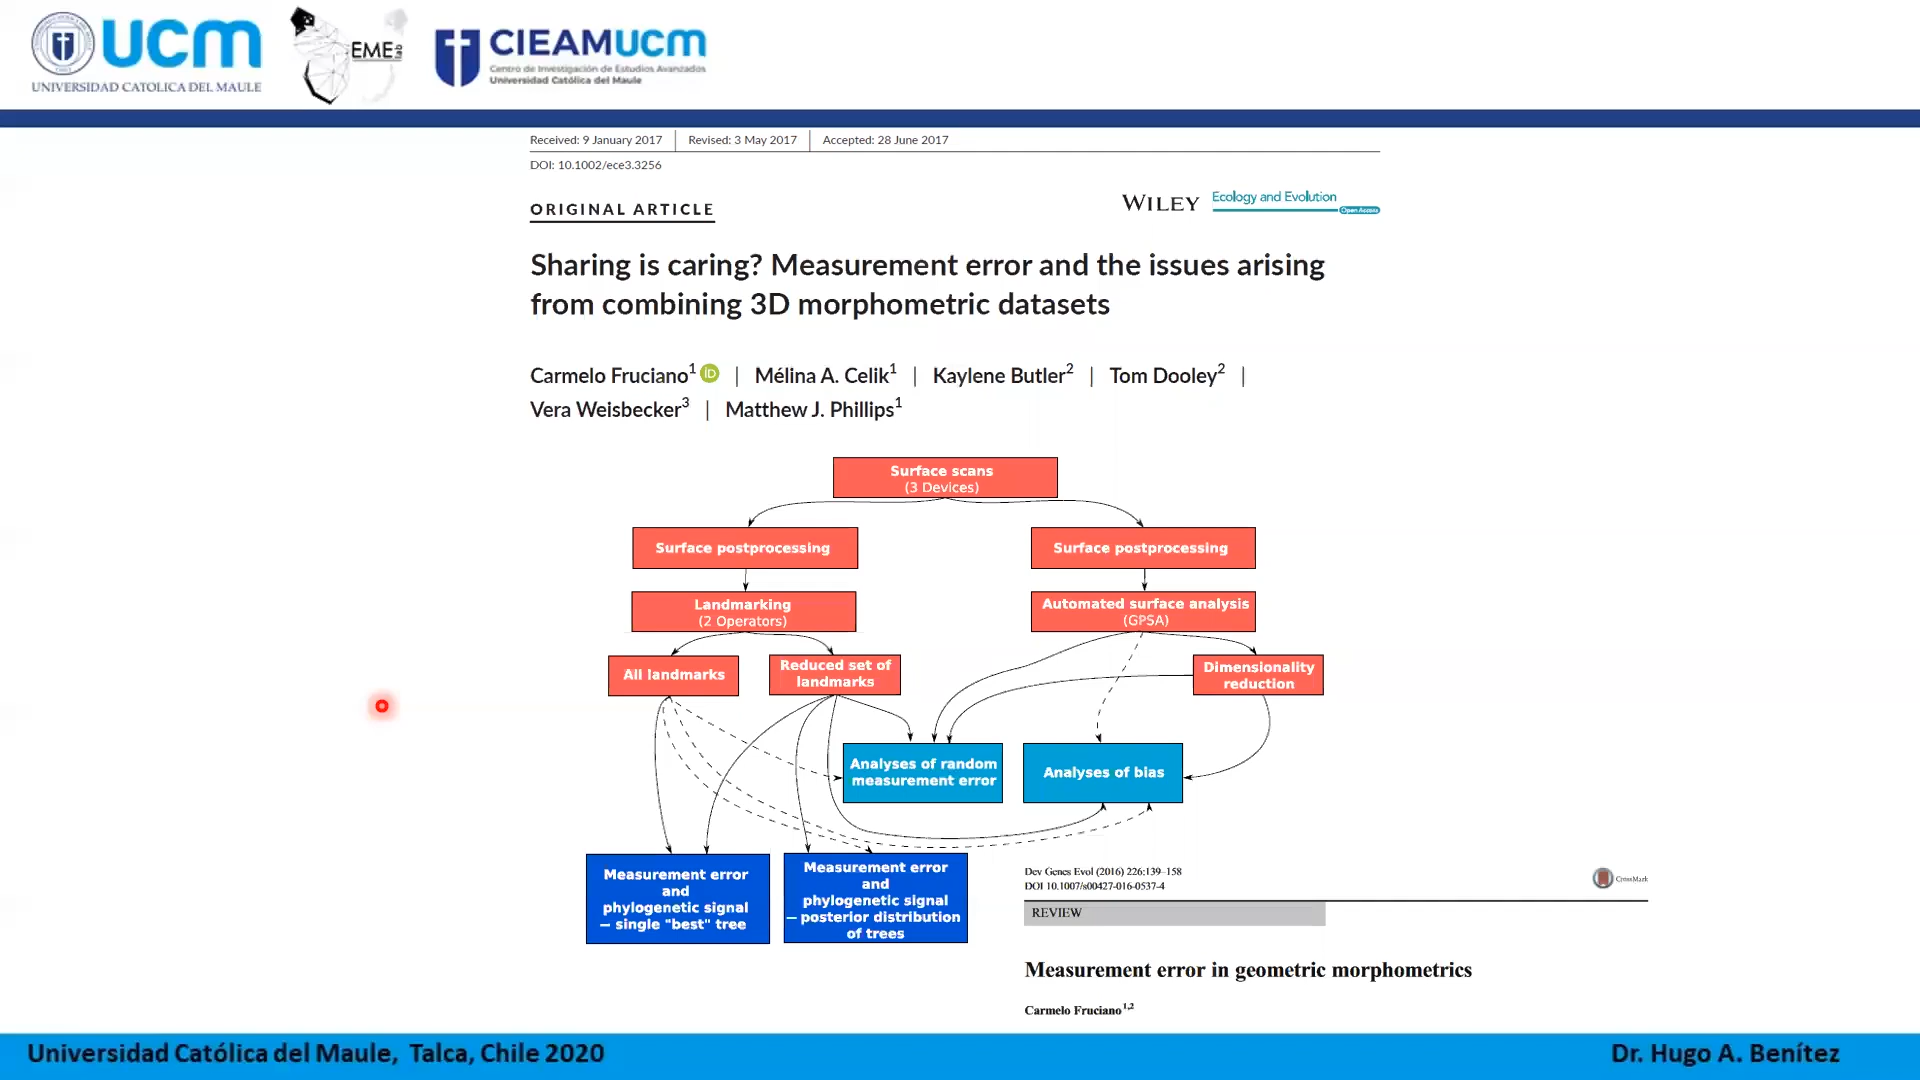 ucm
UNIVERSIDAD CATOLICA DEL MAULE
EMElab
CIEAMUCM
Centro de Investigación de Estudios Avanzados
Universidad Católica del Maule
Received: 9 January 2017 | Revised: 3 May 2017 | Accepted: 28 June 2017
DOI: 10.1002/ece3.3256
ORIGINAL ARTICLE
WILEY Ecology and Evolution
Open Access
Sharing is caring? Measurement error and the issues arising
from combining 3D morphometric datasets
Carmelo Fruciano1 iD | Mélina A. Celik1 | Kaylene Butler2 | Tom Dooley2 |
Vera Weisbecker3 | Matthew J. Phillips1
Surface scans
(3 Devices)
Surface postprocessing
Surface postprocessing
Landmarking
(2 Operators)
Automated surface analysis
(GPSA)
All landmarks
Reduced set of
landmarks
Dimensionality
reduction
Analyses of random
measurement error
Analyses of bias
Measurement error
and
phylogenetic signal
— single "best" tree
Measurement error
and
phylogenetic signal
— posterior distribution
of trees
Dev Genes Evol (2016) 226:139–158
DOI 10.1007/s00427-016-0537-4
CrossMark
REVIEW
Measurement error in geometric morphometrics
Carmelo Fruciano1,2
Universidad Católica del Maule, Talca, Chile 2020
Dr. Hugo A. Benítez